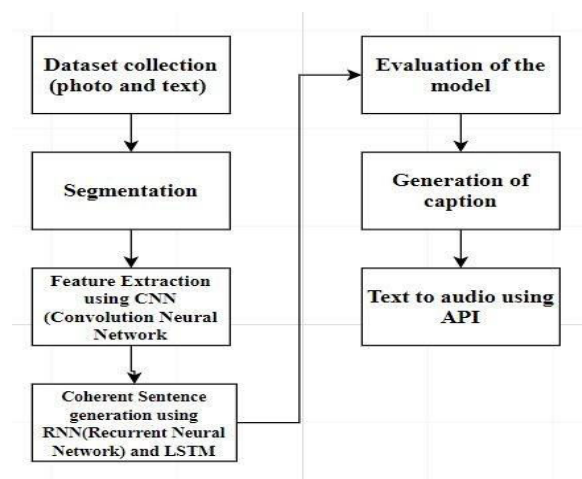 Dataset collection
(photo and text)
Segmentation
Feature Extraction
using CNN
(Convolution Neural
Network
Coherent Sentence
generation using
RNN(Recurrent Neural
Network) and LSTM
Evaluation of the
model
Generation of
caption
Text to audio using
API